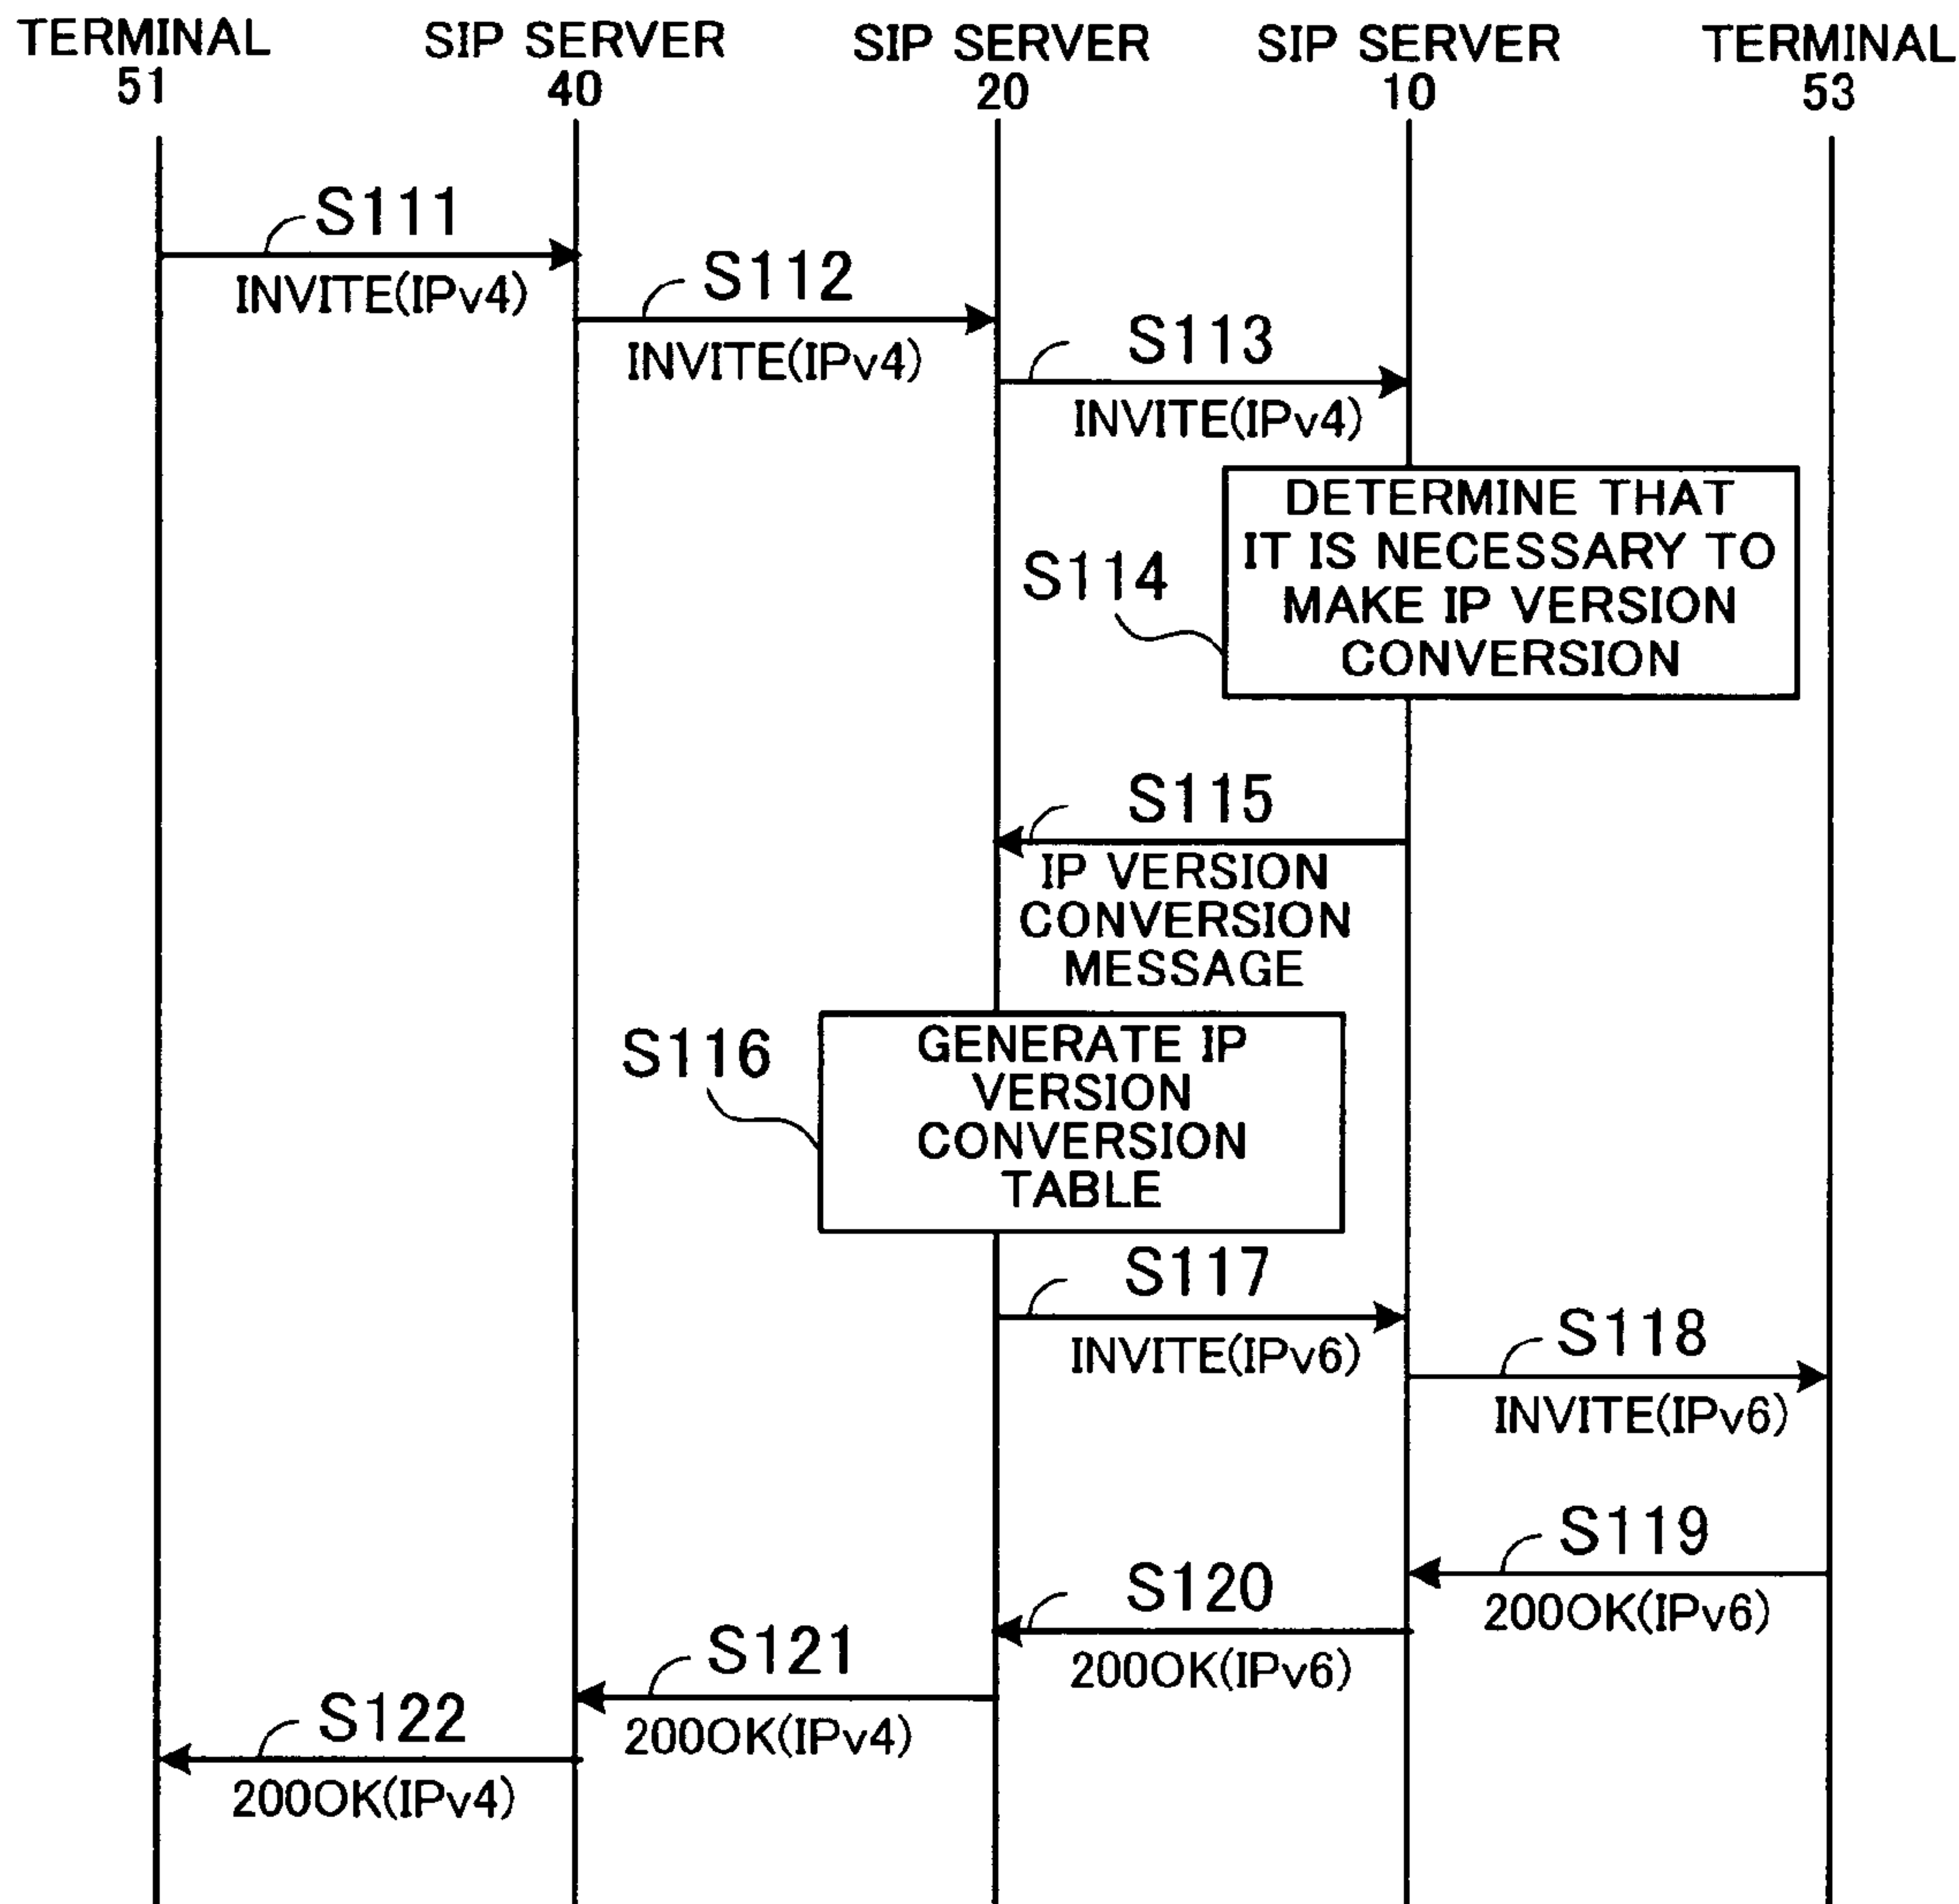 TERMINAL
51
SIP SERVER
40
SIP SERVER
20
SIP SERVER
10
TERMINAL
53
S111
INVITE(IPv4)
S112
INVITE(IPv4)
S113
INVITE(IPv4)
S114
DETERMINE THAT
IT IS NECESSARY TO
MAKE IP VERSION
CONVERSION
S115
IP VERSION
CONVERSION
MESSAGE
S116
GENERATE IP
VERSION
CONVERSION
TABLE
S117
INVITE(IPv6)
S118
INVITE(IPv6)
S119
200OK(IPv6)
S120
200OK(IPv6)
S121
200OK(IPv4)
S122
200OK(IPv4)